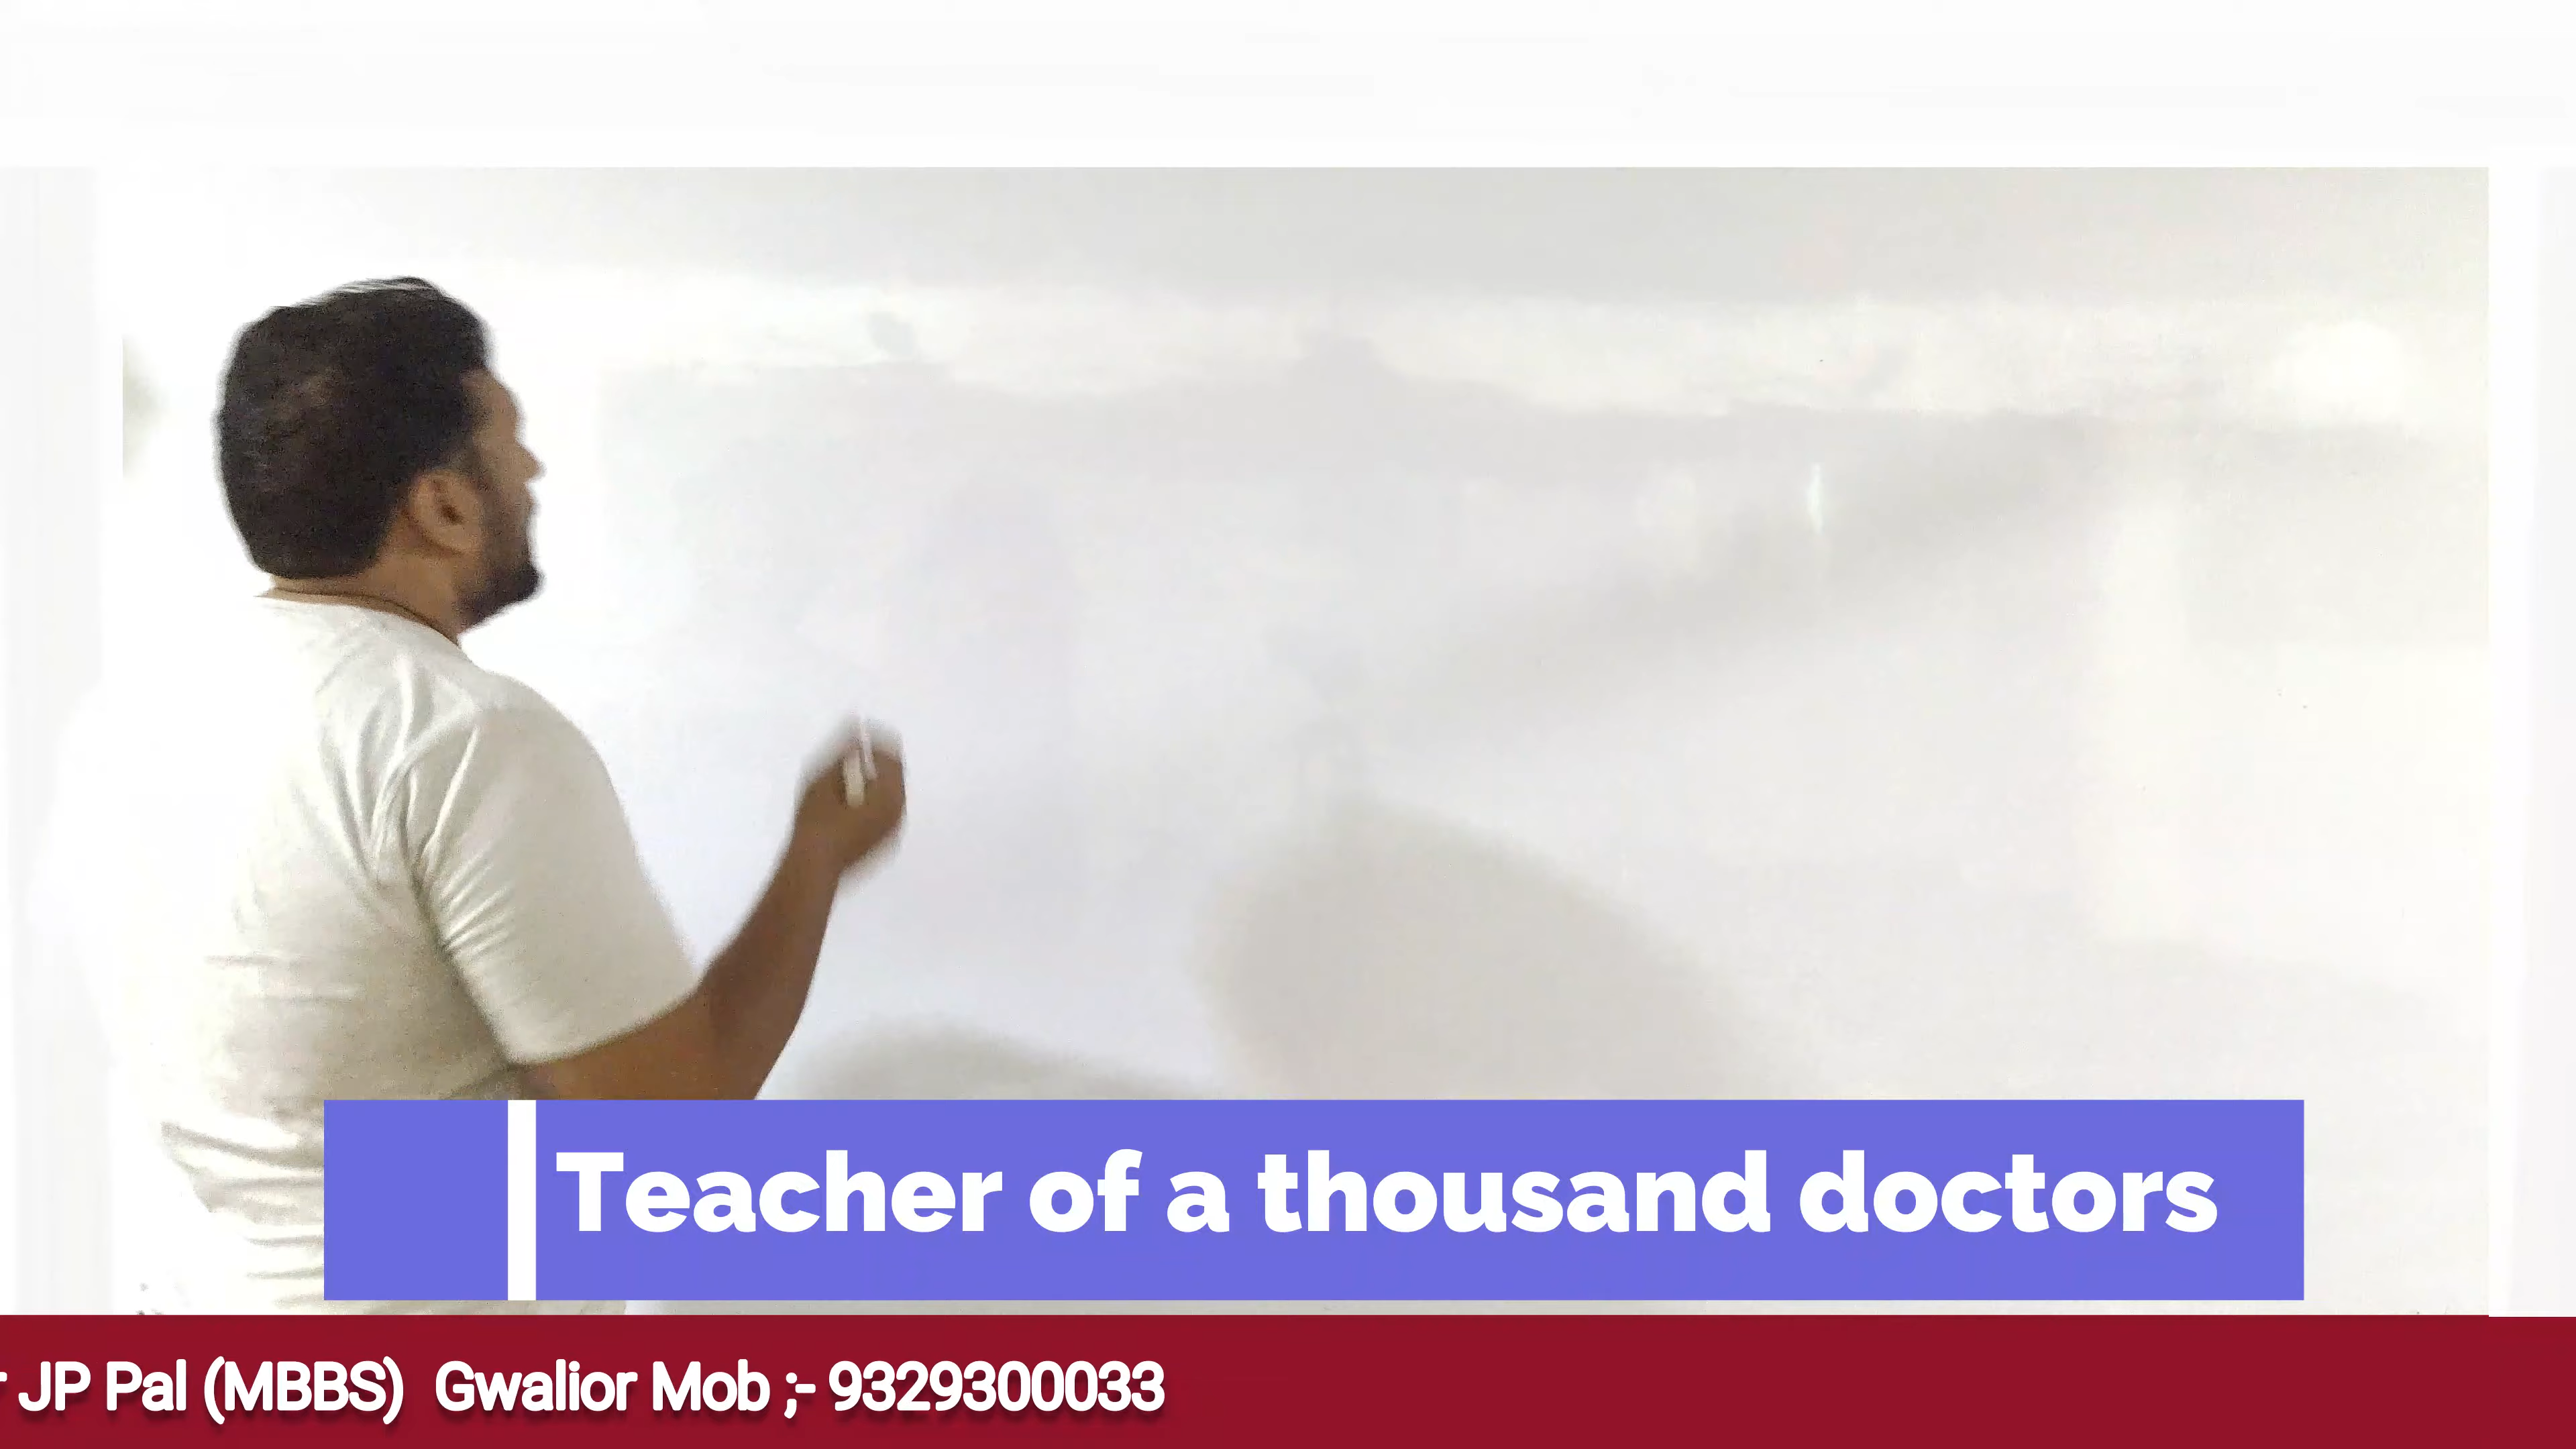 Teacher of a thousand doctors
JP Pal (MBBS) Gwalior Mob ;- 9329300033